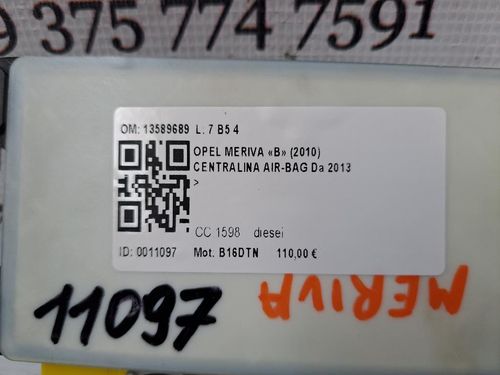 9 375 774 7591
OM: 13589689 L. 7 B5 4
OPEL MERIVA «B» (2010)
CENTRALINA AIR-BAG Da 2013
>
CC 1598 diesel
ID: 0011097 Mot. B16DTN 110,00 €
11097
MERIVA